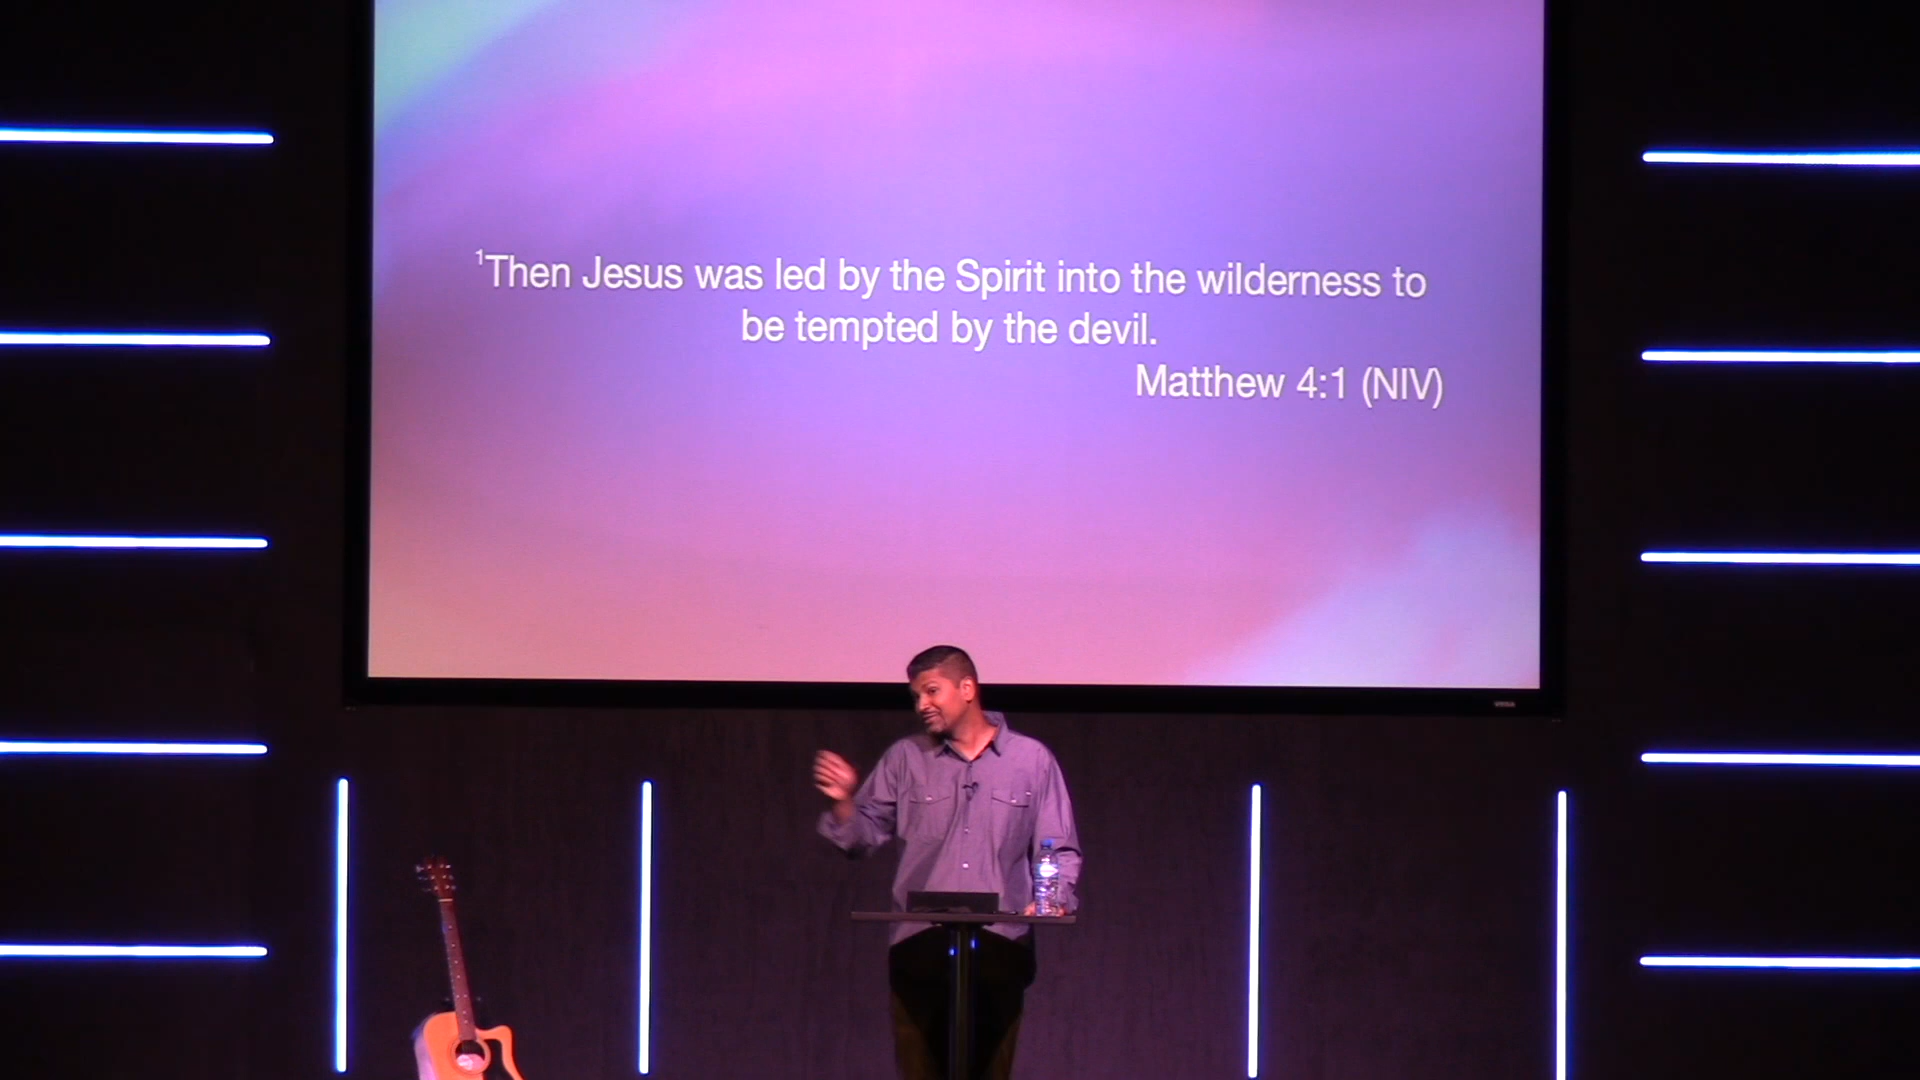 ¹Then Jesus was led by the Spirit into the wilderness to
be tempted by the devil.
Matthew 4:1 (NIV)